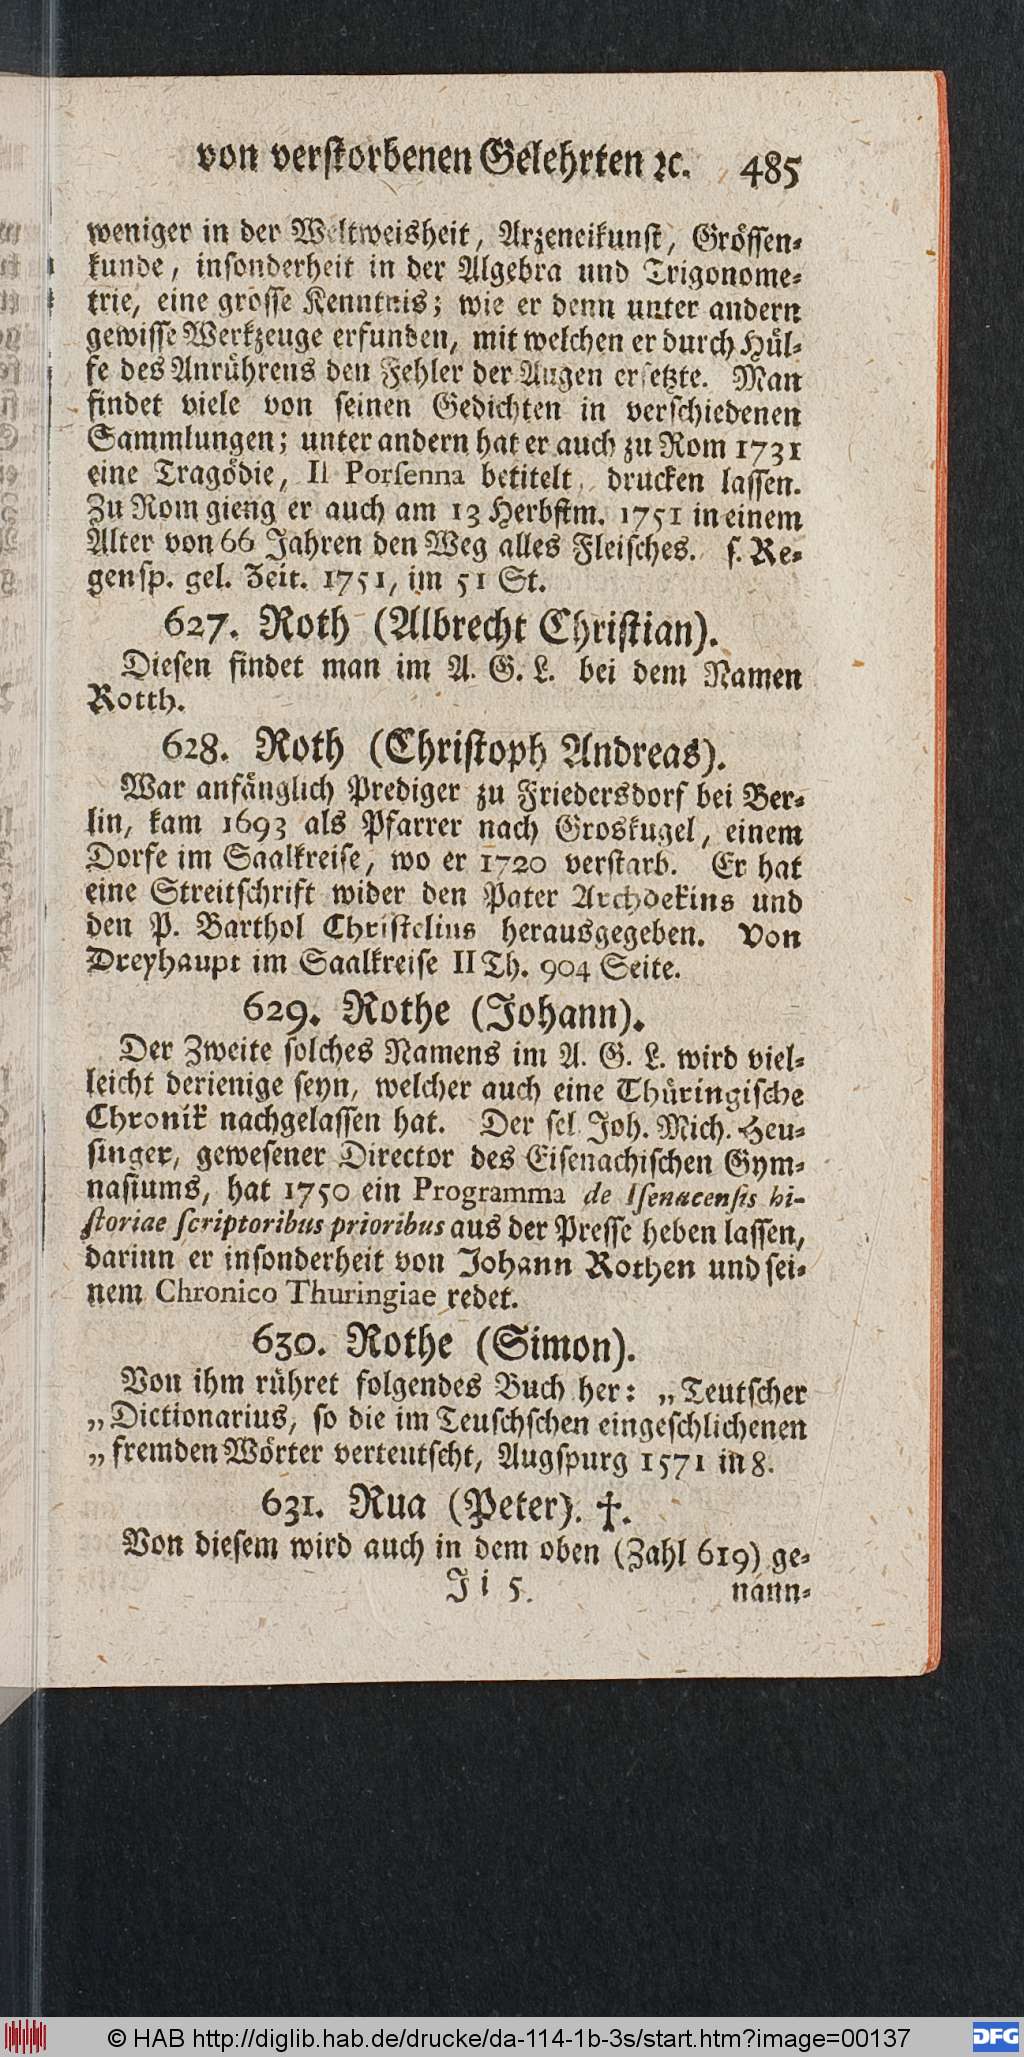 von verstorbenen Gelehrten ꝛc. 485
weniger in der Weltweisheit, Arzeneikunst, Grössen-
kunde, insonderheit in der Algebra und Trigonome-
trie, eine grosse Kenntnis; wie er denn unter andern
gewisse Werkzeuge erfunden, mit welchen er durch Hül-
fe des Anrührens den Fehler der Augen ersetzte. Man
findet viele von seinen Gedichten in verschiedenen
Sammlungen; unter andern hat er auch zu Rom 1731
eine Tragödie, Il Porsenna betitelt, drucken lassen.
Zu Rom gieng er auch am 13 Herbstm. 1751 in einem
Alter von 66 Jahren den Weg alles Fleisches. s. Re-
gensp. gel. Zeit. 1751, im 51 St.
627. Roth (Albrecht Christian).
Diesen findet man im A. G. L. bei dem Namen
Rotth.
628. Roth (Christoph Andreas).
War anfänglich Prediger zu Friedersdorf bei Ber-
lin, kam 1693 als Pfarrer nach Groskugel, einem
Dorfe im Saalkreise, wo er 1720 verstarb. Er hat
eine Streitschrift wider den Pater Archdekins und
den P. Barthol Christelius herausgegeben. Von
Dreyhaupt im Saalkreise II Th. 904 Seite.
629. Rothe (Johann).
Der Zweite solches Namens im A. G. L. wird viel-
leicht derienige seyn, welcher auch eine Thüringische
Chronik nachgelassen hat. Der sel. Joh. Mich. Heu-
singer, gewesener Director des Eisenachischen Gym-
nasiums, hat 1750 ein Programma de Isenacensis hi-
storiae scriptoribus prioribus aus der Presse heben lassen,
darinn er insonderheit von Johann Rothen und sei-
nem Chronico Thuringiae redet.
630. Rothe (Simon).
Von ihm rühret folgendes Buch her: „Teutscher
„Dictionarius, so die im Teuschschen eingeschlichenen
„fremden Wörter verteutscht, Augspurg 1571 in 8.
631. Rua (Peter). †.
Von diesem wird auch in dem oben (Zahl 619) ge-
J i 5. nann-
© HAB http://diglib.hab.de/drucke/da-114-1b-3s/start.htm?image=00137 DFG